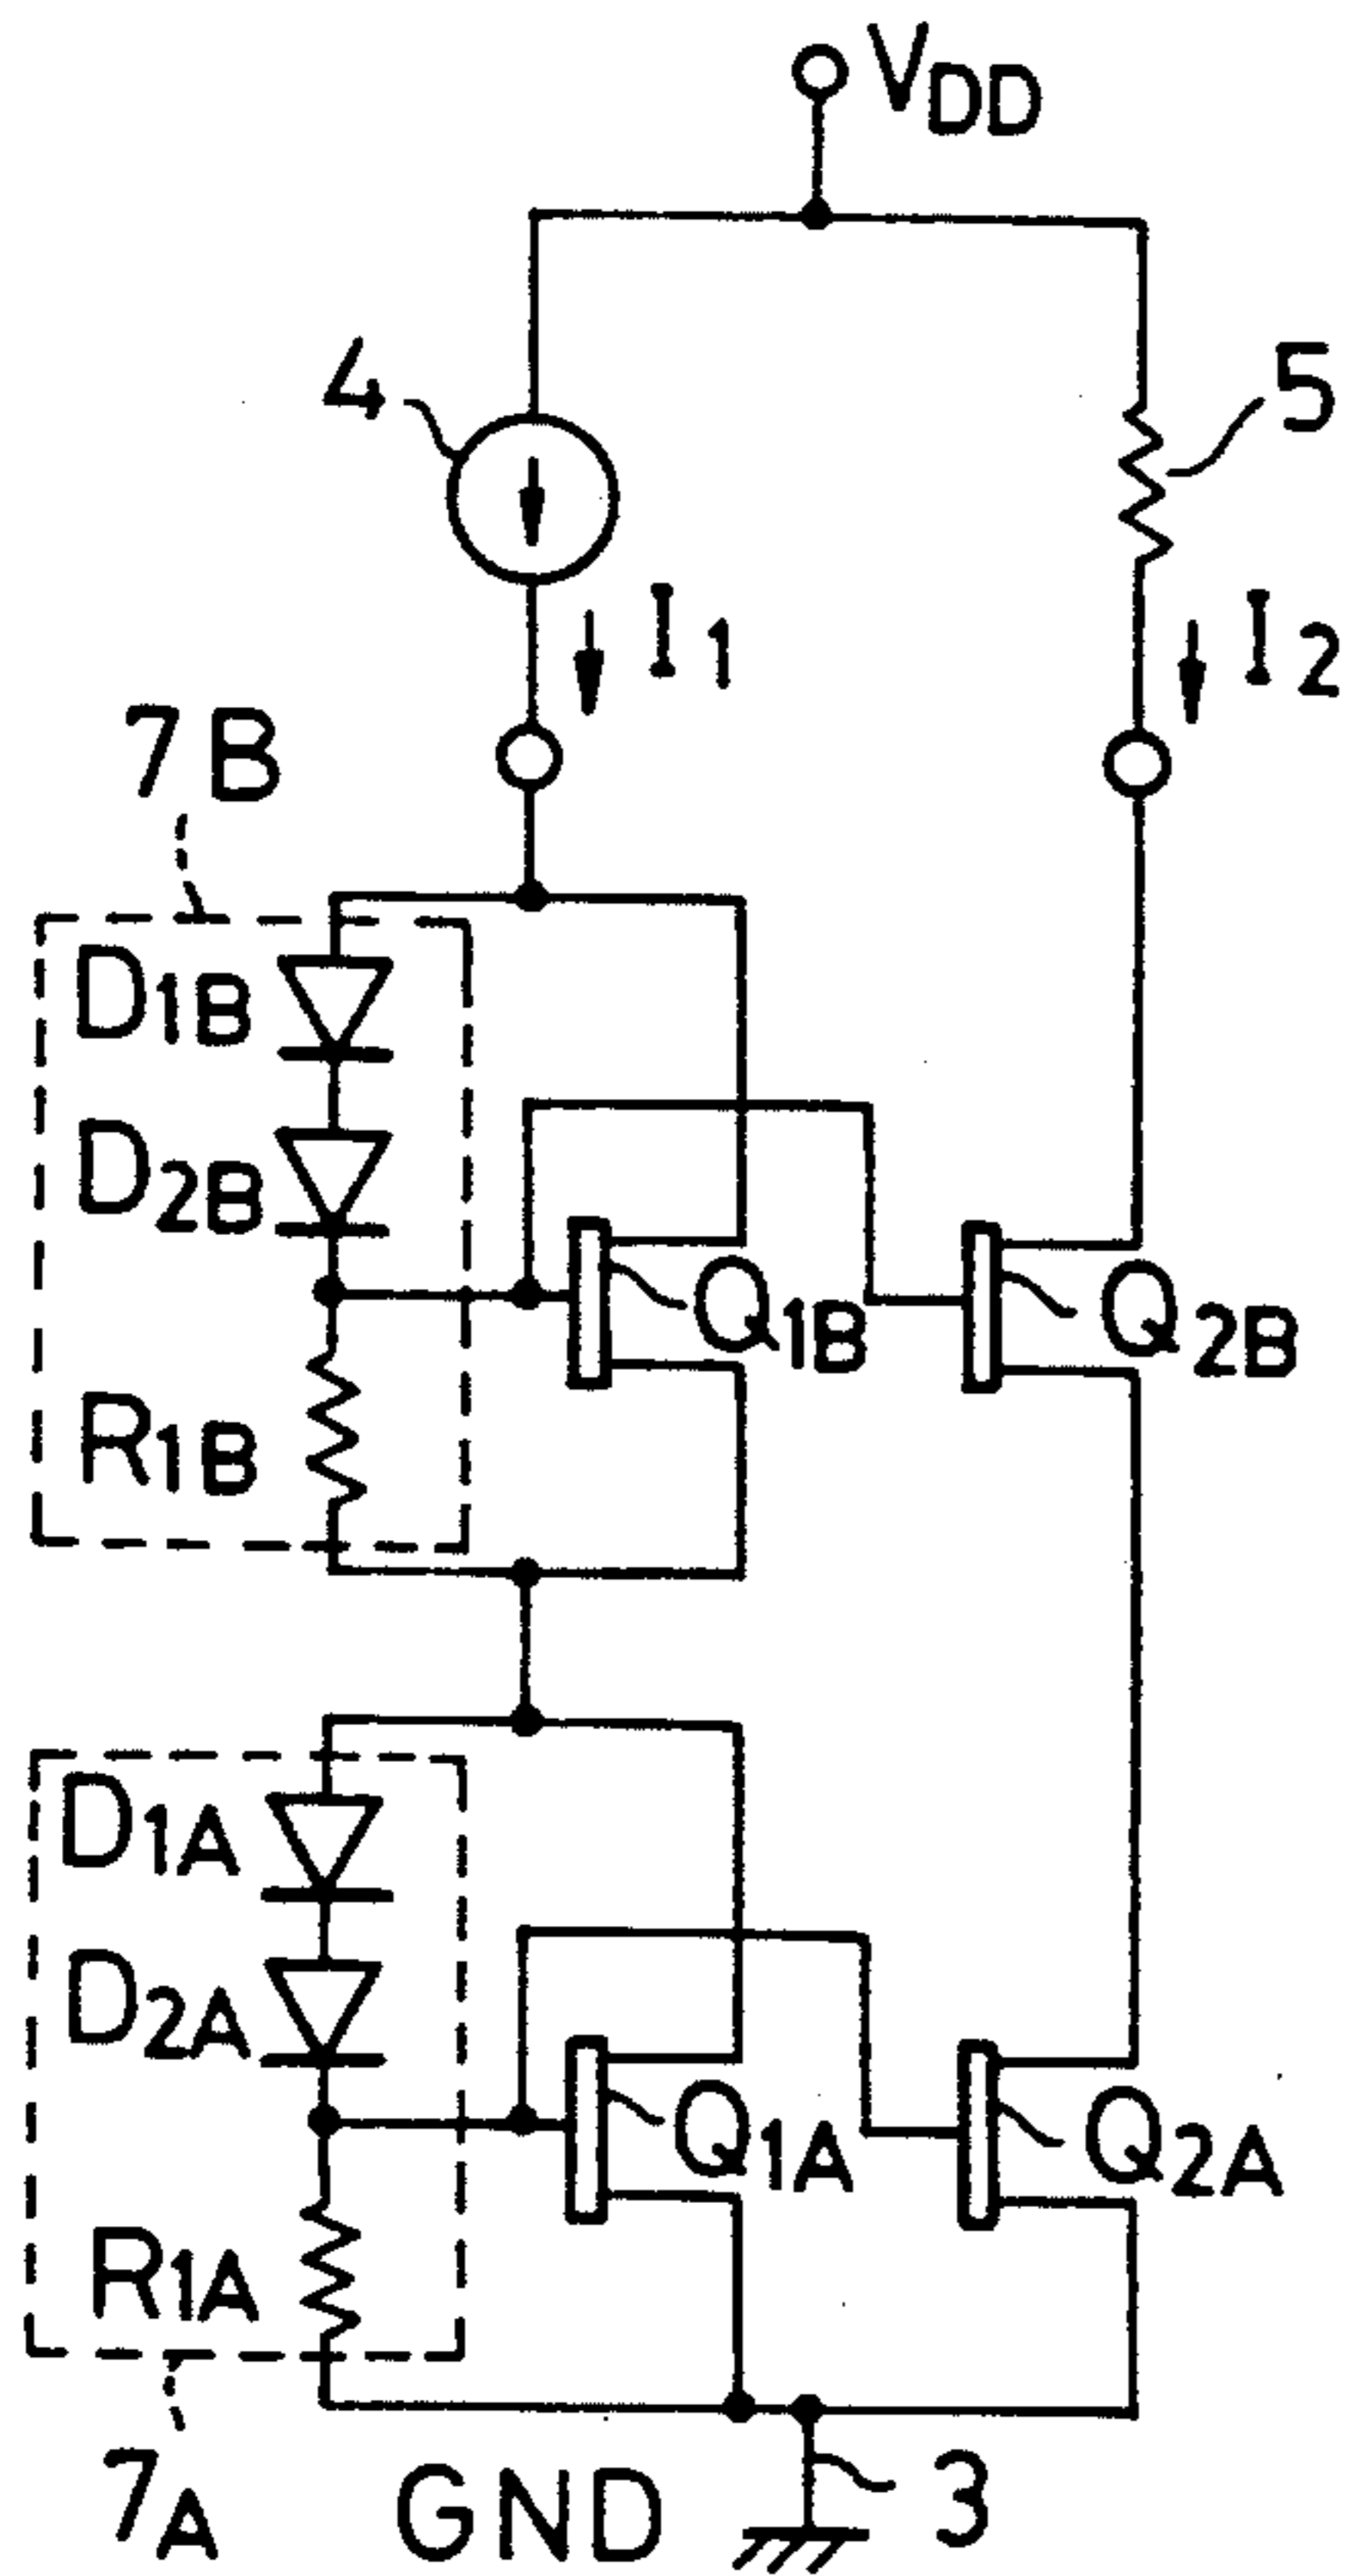 VDD
4
5
I1
I2
7B
D1B
D2B
Q1B
Q2B
R1B
D1A
D2A
Q1A
Q2A
R1A
7A
GND
3